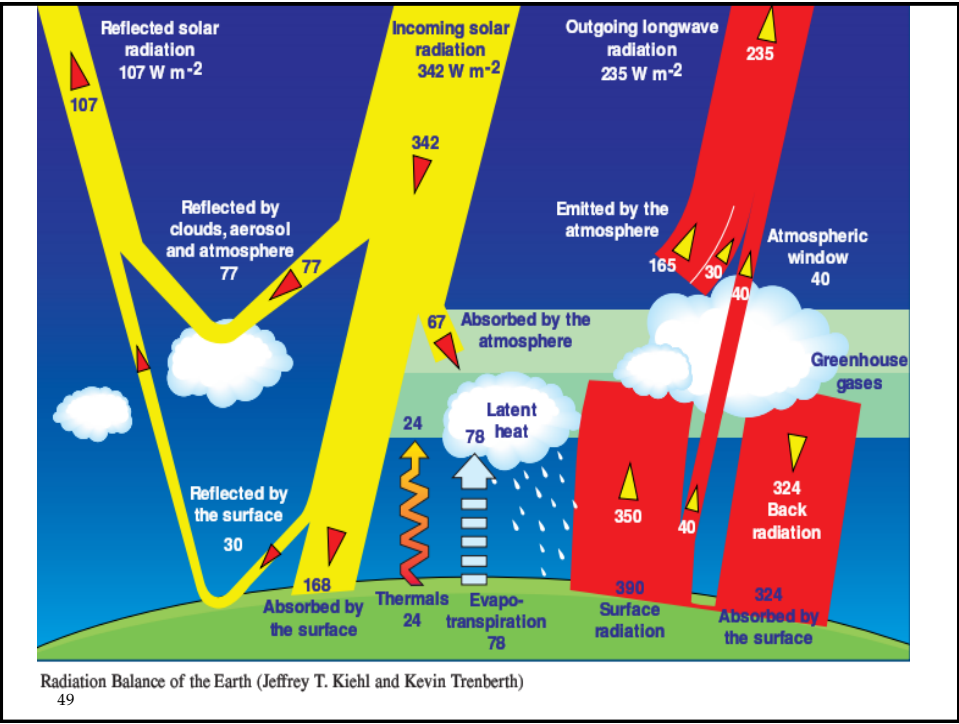 Reflected solar
radiation
107 W m-2
107
Incoming solar
radiation
342 W m-2
342
Outgoing longwave
radiation
235 W m-2
235
Reflected by
clouds, aerosol
and atmosphere
77
77
Emitted by the
atmosphere
165
30
40
Atmospheric
window
40
67
Absorbed by the
atmosphere
Greenhouse
gases
24
Latent
heat
78
Reflected by
the surface
30
350
40
324
Back
radiation
168
Absorbed by
the surface
Thermals
24
Evapo-
transpiration
78
390
Surface
radiation
324
Absorbed by
the surface
Radiation Balance of the Earth (Jeffrey T. Kiehl and Kevin Trenberth)
49